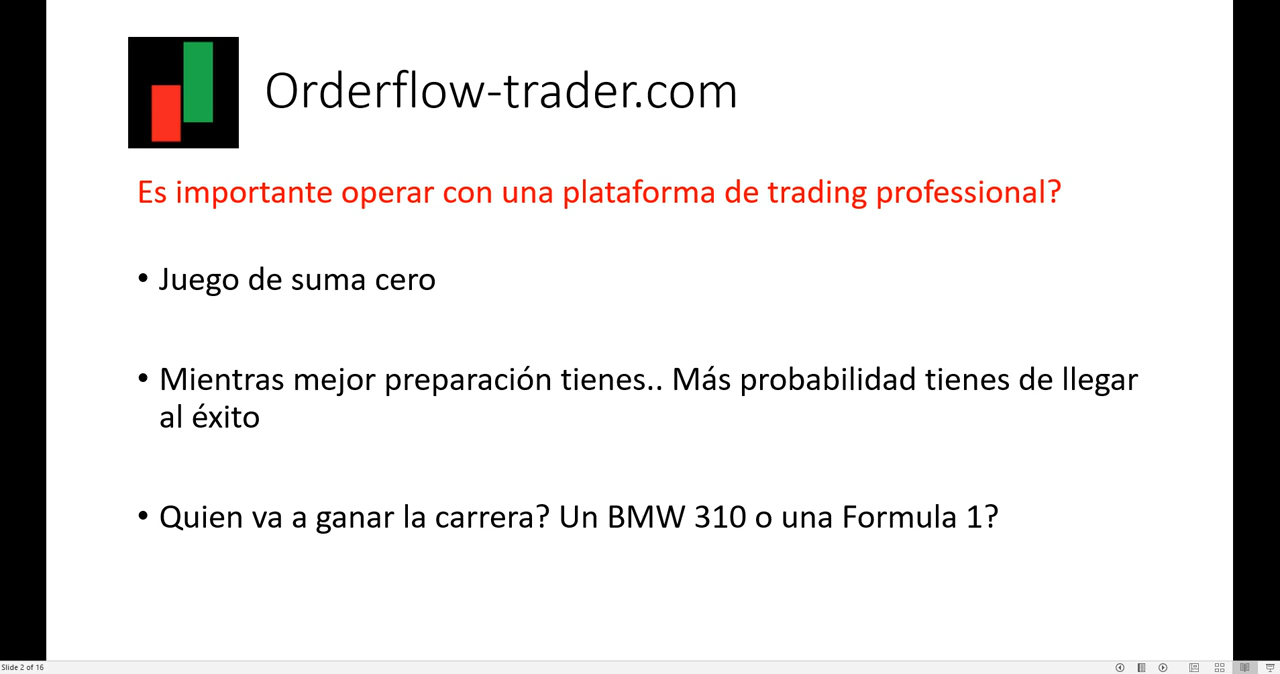 Orderflow-trader.com
Es importante operar con una plataforma de trading professional?
• Juego de suma cero
• Mientras mejor preparación tienes.. Más probabilidad tienes de llegar
al éxito
• Quien va a ganar la carrera? Un BMW 310 o una Formula 1?
Slide 2 of 16